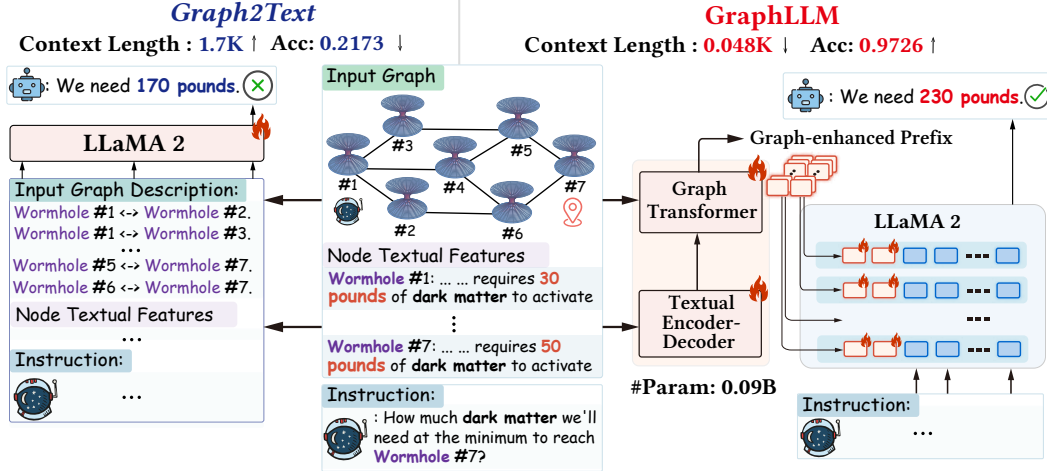 Graph2Text
Context Length : 1.7K ↑ Acc: 0.2173 ↓
: We need 170 pounds.
LLaMA 2
Input Graph Description:
Wormhole #1 <-> Wormhole #2.
Wormhole #1 <-> Wormhole #3.
...
Wormhole #5 <-> Wormhole #7.
Wormhole #6 <-> Wormhole #7.
Node Textual Features
...
Instruction:
...
Input Graph
#3
#5
#1
#4
#7
#2
#6
Node Textual Features
Wormhole #1: ... ... requires 30
pounds of dark matter to activate
Wormhole #7: ... ... requires 50
pounds of dark matter to activate
Instruction:
: How much dark matter we'll
need at the minimum to reach
Wormhole #7?
GraphLLM
Context Length : 0.048K ↓ Acc: 0.9726 ↑
: We need 230 pounds.
Graph-enhanced Prefix
Graph
Transformer
Textual
Encoder-
Decoder
#Param: 0.09B
LLaMA 2
Instruction:
...